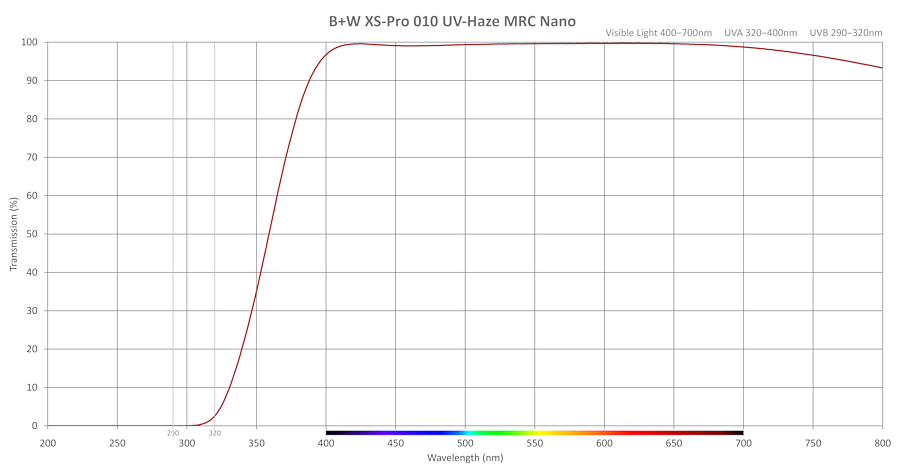 B+W XS-Pro 010 UV-Haze MRC Nano
Visible Light 400–700nm UVA 320–400nm UVB 290–320nm
100
90
80
70
60
50
40
30
20
10
0
Transmission (%)
290 320
200 250 300 350 400 450 500 550 600 650 700 750 800
Wavelength (nm)